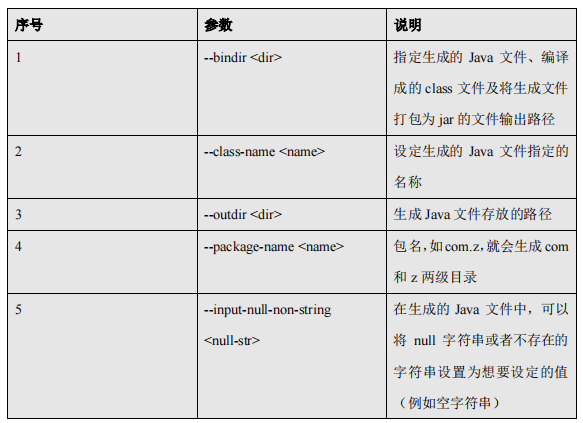 序号 参数 说明
1 --bindir <dir> 指定生成的 Java 文件、编译
成的 class 文件及将生成文件
打包为 jar 的文件输出路径
2 --class-name <name> 设定生成的 Java 文件指定的
名称
3 --outdir <dir> 生成 Java 文件存放的路径
4 --package-name <name> 包名,如 com.z,就会生成 com
和 z 两级目录
5 --input-null-non-string 在生成的 Java 文件中，可以
<null-str> 将 null 字符串或者不存在的
字符串设置为想要设定的值
（例如空字符串）